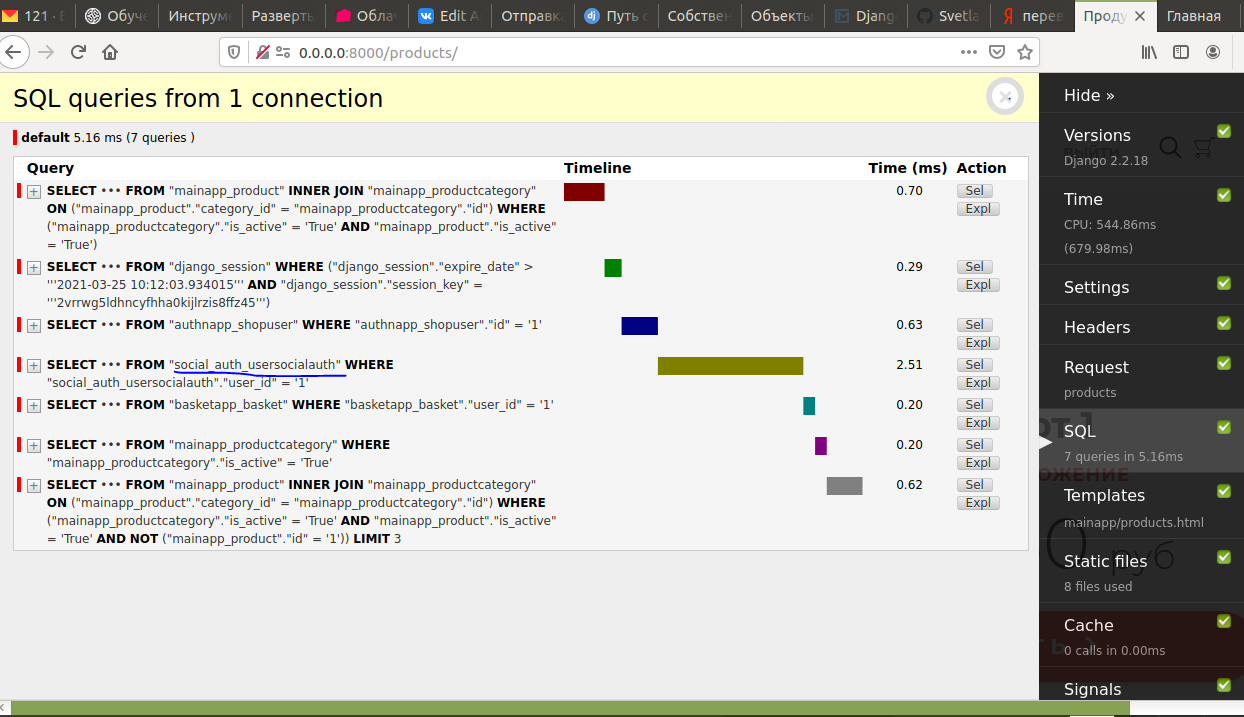 121 ·
Обуче
Инструме
Разверть
Обла
Edit A
Отправка
Путь
Собствен
Объекты
Djang
Svetla
перев
Проду
Главная
0.0.0.0:8000/products/
SQL queries from 1 connection
default 5.16 ms (7 queries )
Query Timeline Time (ms) Action
SELECT ••• FROM "mainapp_product" INNER JOIN "mainapp_productcategory" 0.70 Sel
ON ("mainapp_product"."category_id" = "mainapp_productcategory"."id") WHERE Expl
("mainapp_productcategory"."is_active" = 'True' AND "mainapp_product"."is_active"
= 'True')
SELECT ••• FROM "django_session" WHERE ("django_session"."expire_date" > 0.29 Sel
'''2021-03-25 10:12:03.934015''' AND "django_session"."session_key" = Expl
'''2vrrwg5ldhncyfhha0kijlrzis8ffz45''')
SELECT ••• FROM "authnapp_shopuser" WHERE "authnapp_shopuser"."id" = '1' 0.63 Sel
Expl
SELECT ••• FROM "social_auth_usersocialauth" WHERE 2.51 Sel
"social_auth_usersocialauth"."user_id" = '1' Expl
SELECT ••• FROM "basketapp_basket" WHERE "basketapp_basket"."user_id" = '1' 0.20 Sel
Expl
SELECT ••• FROM "mainapp_productcategory" WHERE 0.20 Sel
"mainapp_productcategory"."is_active" = 'True' Expl
SELECT ••• FROM "mainapp_product" INNER JOIN "mainapp_productcategory" 0.62 Sel
ON ("mainapp_product"."category_id" = "mainapp_productcategory"."id") WHERE Expl
("mainapp_productcategory"."is_active" = 'True' AND "mainapp_product"."is_active"
= 'True' AND NOT ("mainapp_product"."id" = '1')) LIMIT 3
Hide »
Versions
Django 2.2.18
Time
CPU: 544.86ms
(679.98ms)
Settings
Headers
Request
products
SQL
7 queries in 5.16ms
Templates
mainapp/products.html
руб
Static files
8 files used
Cache
0 calls in 0.00ms
Signals